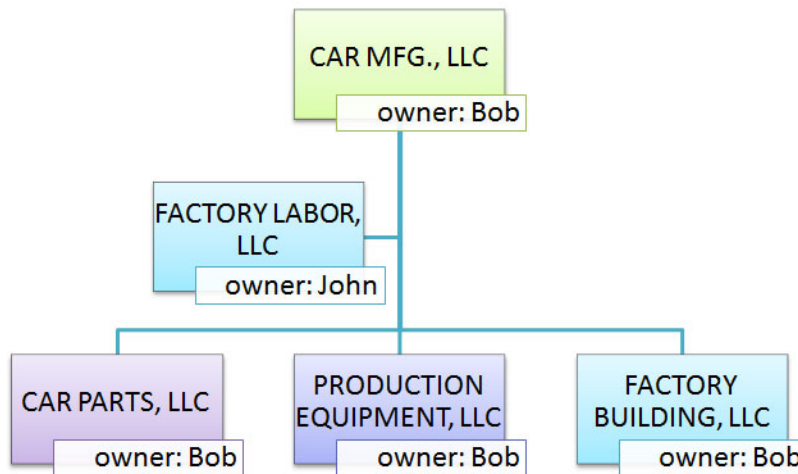 CAR MFG., LLC
owner: Bob
FACTORY LABOR,
LLC
owner: John
CAR PARTS, LLC
owner: Bob
PRODUCTION
EQUIPMENT, LLC
owner: Bob
FACTORY
BUILDING, LLC
owner: Bob